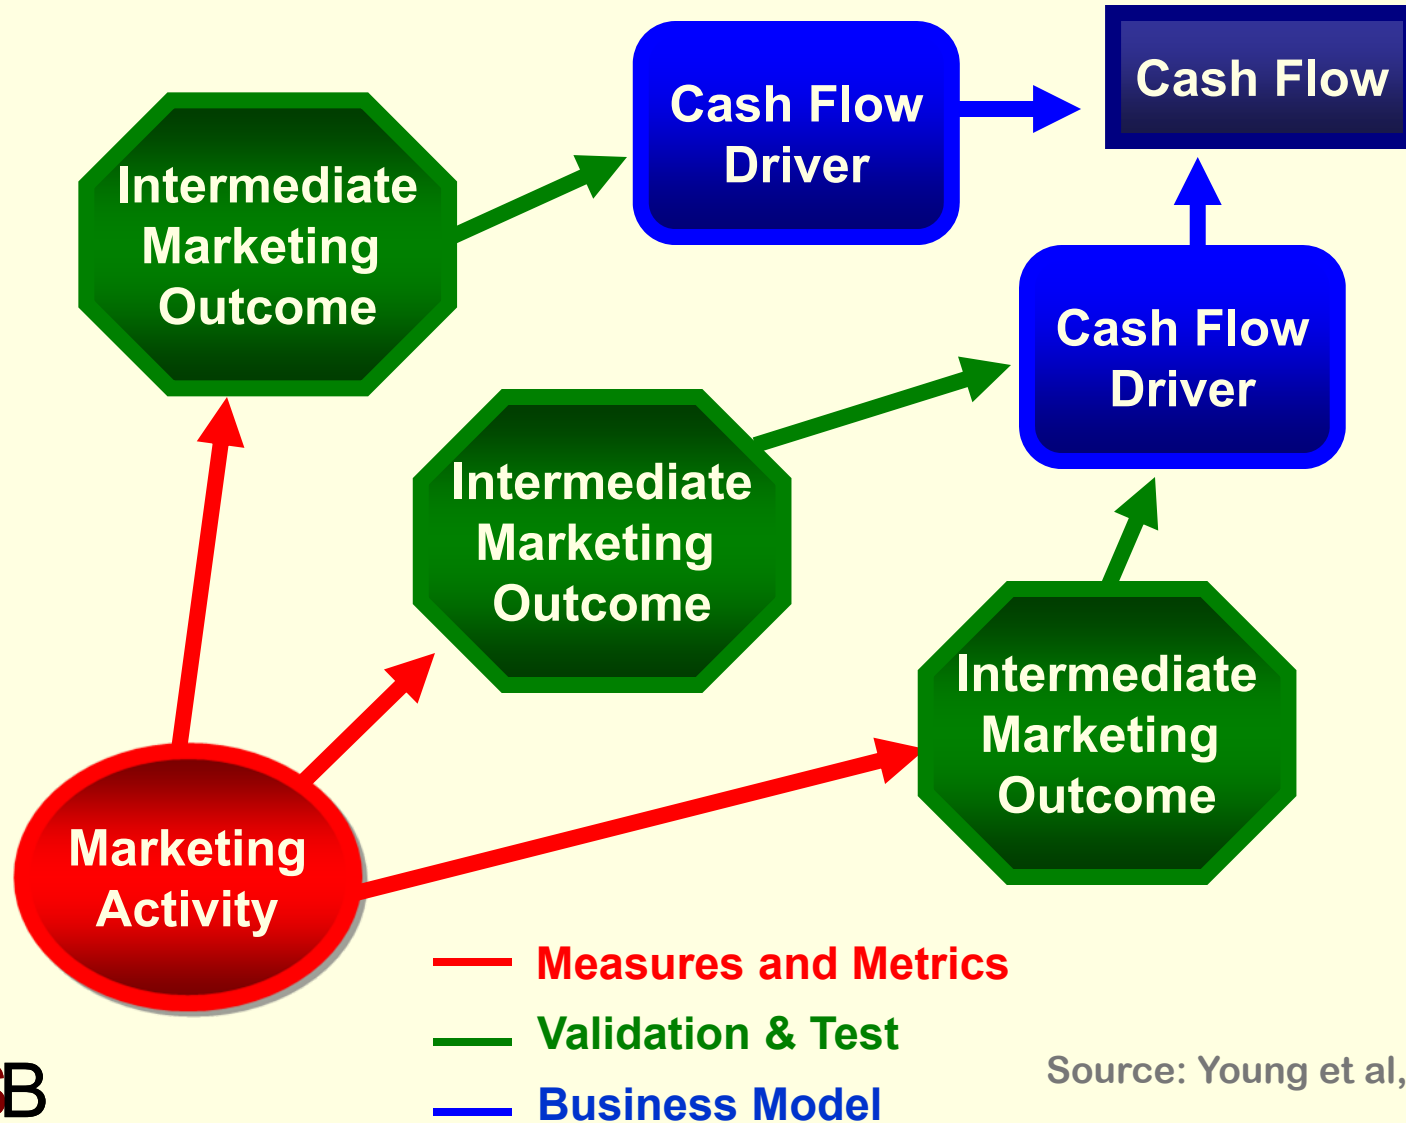 Cash Flow
Cash Flow
Driver
Intermediate
Marketing
Outcome
Cash Flow
Driver
Intermediate
Marketing
Outcome
Intermediate
Marketing
Outcome
Marketing
Activity
Measures and Metrics
Validation & Test
Business Model
Source: Young et al,
B